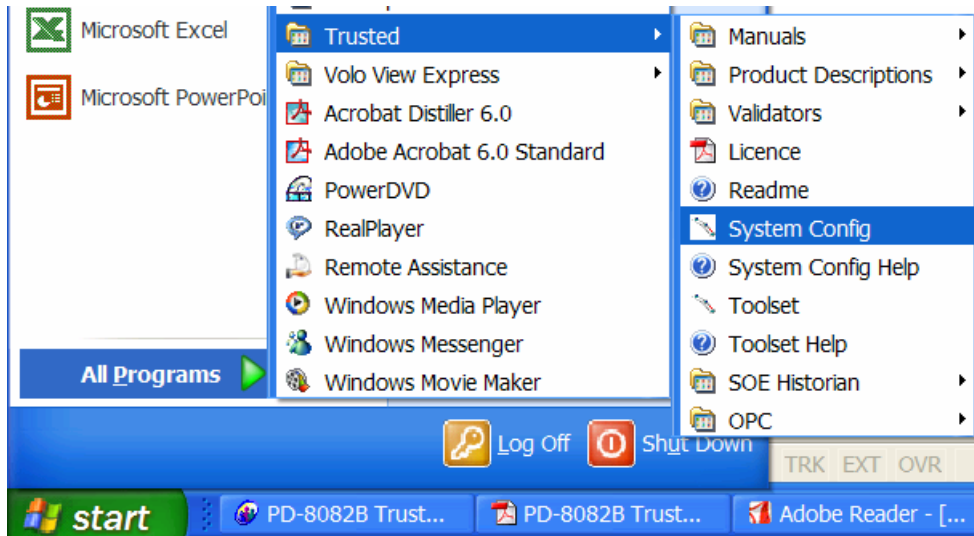 Microsoft Excel
Microsoft PowerPoi
All Programs
Trusted
Volo View Express
Acrobat Distiller 6.0
Adobe Acrobat 6.0 Standard
PowerDVD
RealPlayer
Remote Assistance
Windows Media Player
Windows Messenger
Windows Movie Maker
Manuals
Product Descriptions
Validators
Licence
Readme
System Config
System Config Help
Toolset
Toolset Help
SOE Historian
OPC
Log Off
Shut Down
TRK EXT OVR
start
PD-8082B Trust...
PD-8082B Trust...
Adobe Reader - [...